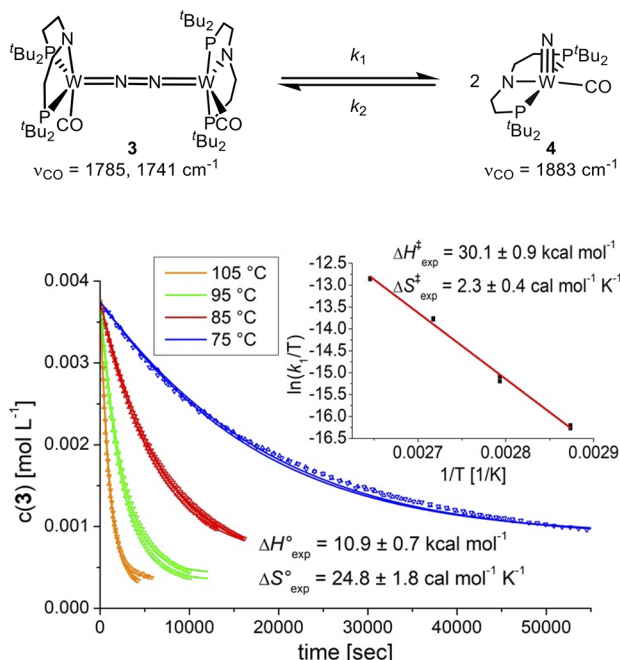 N
tBu2
P
P
tBu2
N
k1
tBu2P
N
W
N
N
W
2
N
W
PtBu2
CO
k2
P
tBu2
CO
P
tBu2
CO
P
tBu2
3
4
νCO = 1785, 1741 cm-1
νCO = 1883 cm-1
ΔH‡exp = 30.1 ± 0.9 kcal mol-1
ΔS‡exp = 2.3 ± 0.4 cal mol-1 K-1
105 °C
95 °C
85 °C
75 °C
-12.5
-13.0
-13.5
-14.0
-14.5
-15.0
-15.5
-16.0
-16.5
ln(k1/T)
0.0027 0.0028 0.0029
1/T [1/K]
0.004
0.003
0.002
0.001
0.000
c(3) [mol L-1]
ΔH°exp = 10.9 ± 0.7 kcal mol-1
ΔS°exp = 24.8 ± 1.8 cal mol-1 K-1
0 10000 20000 30000 40000 50000
time [sec]